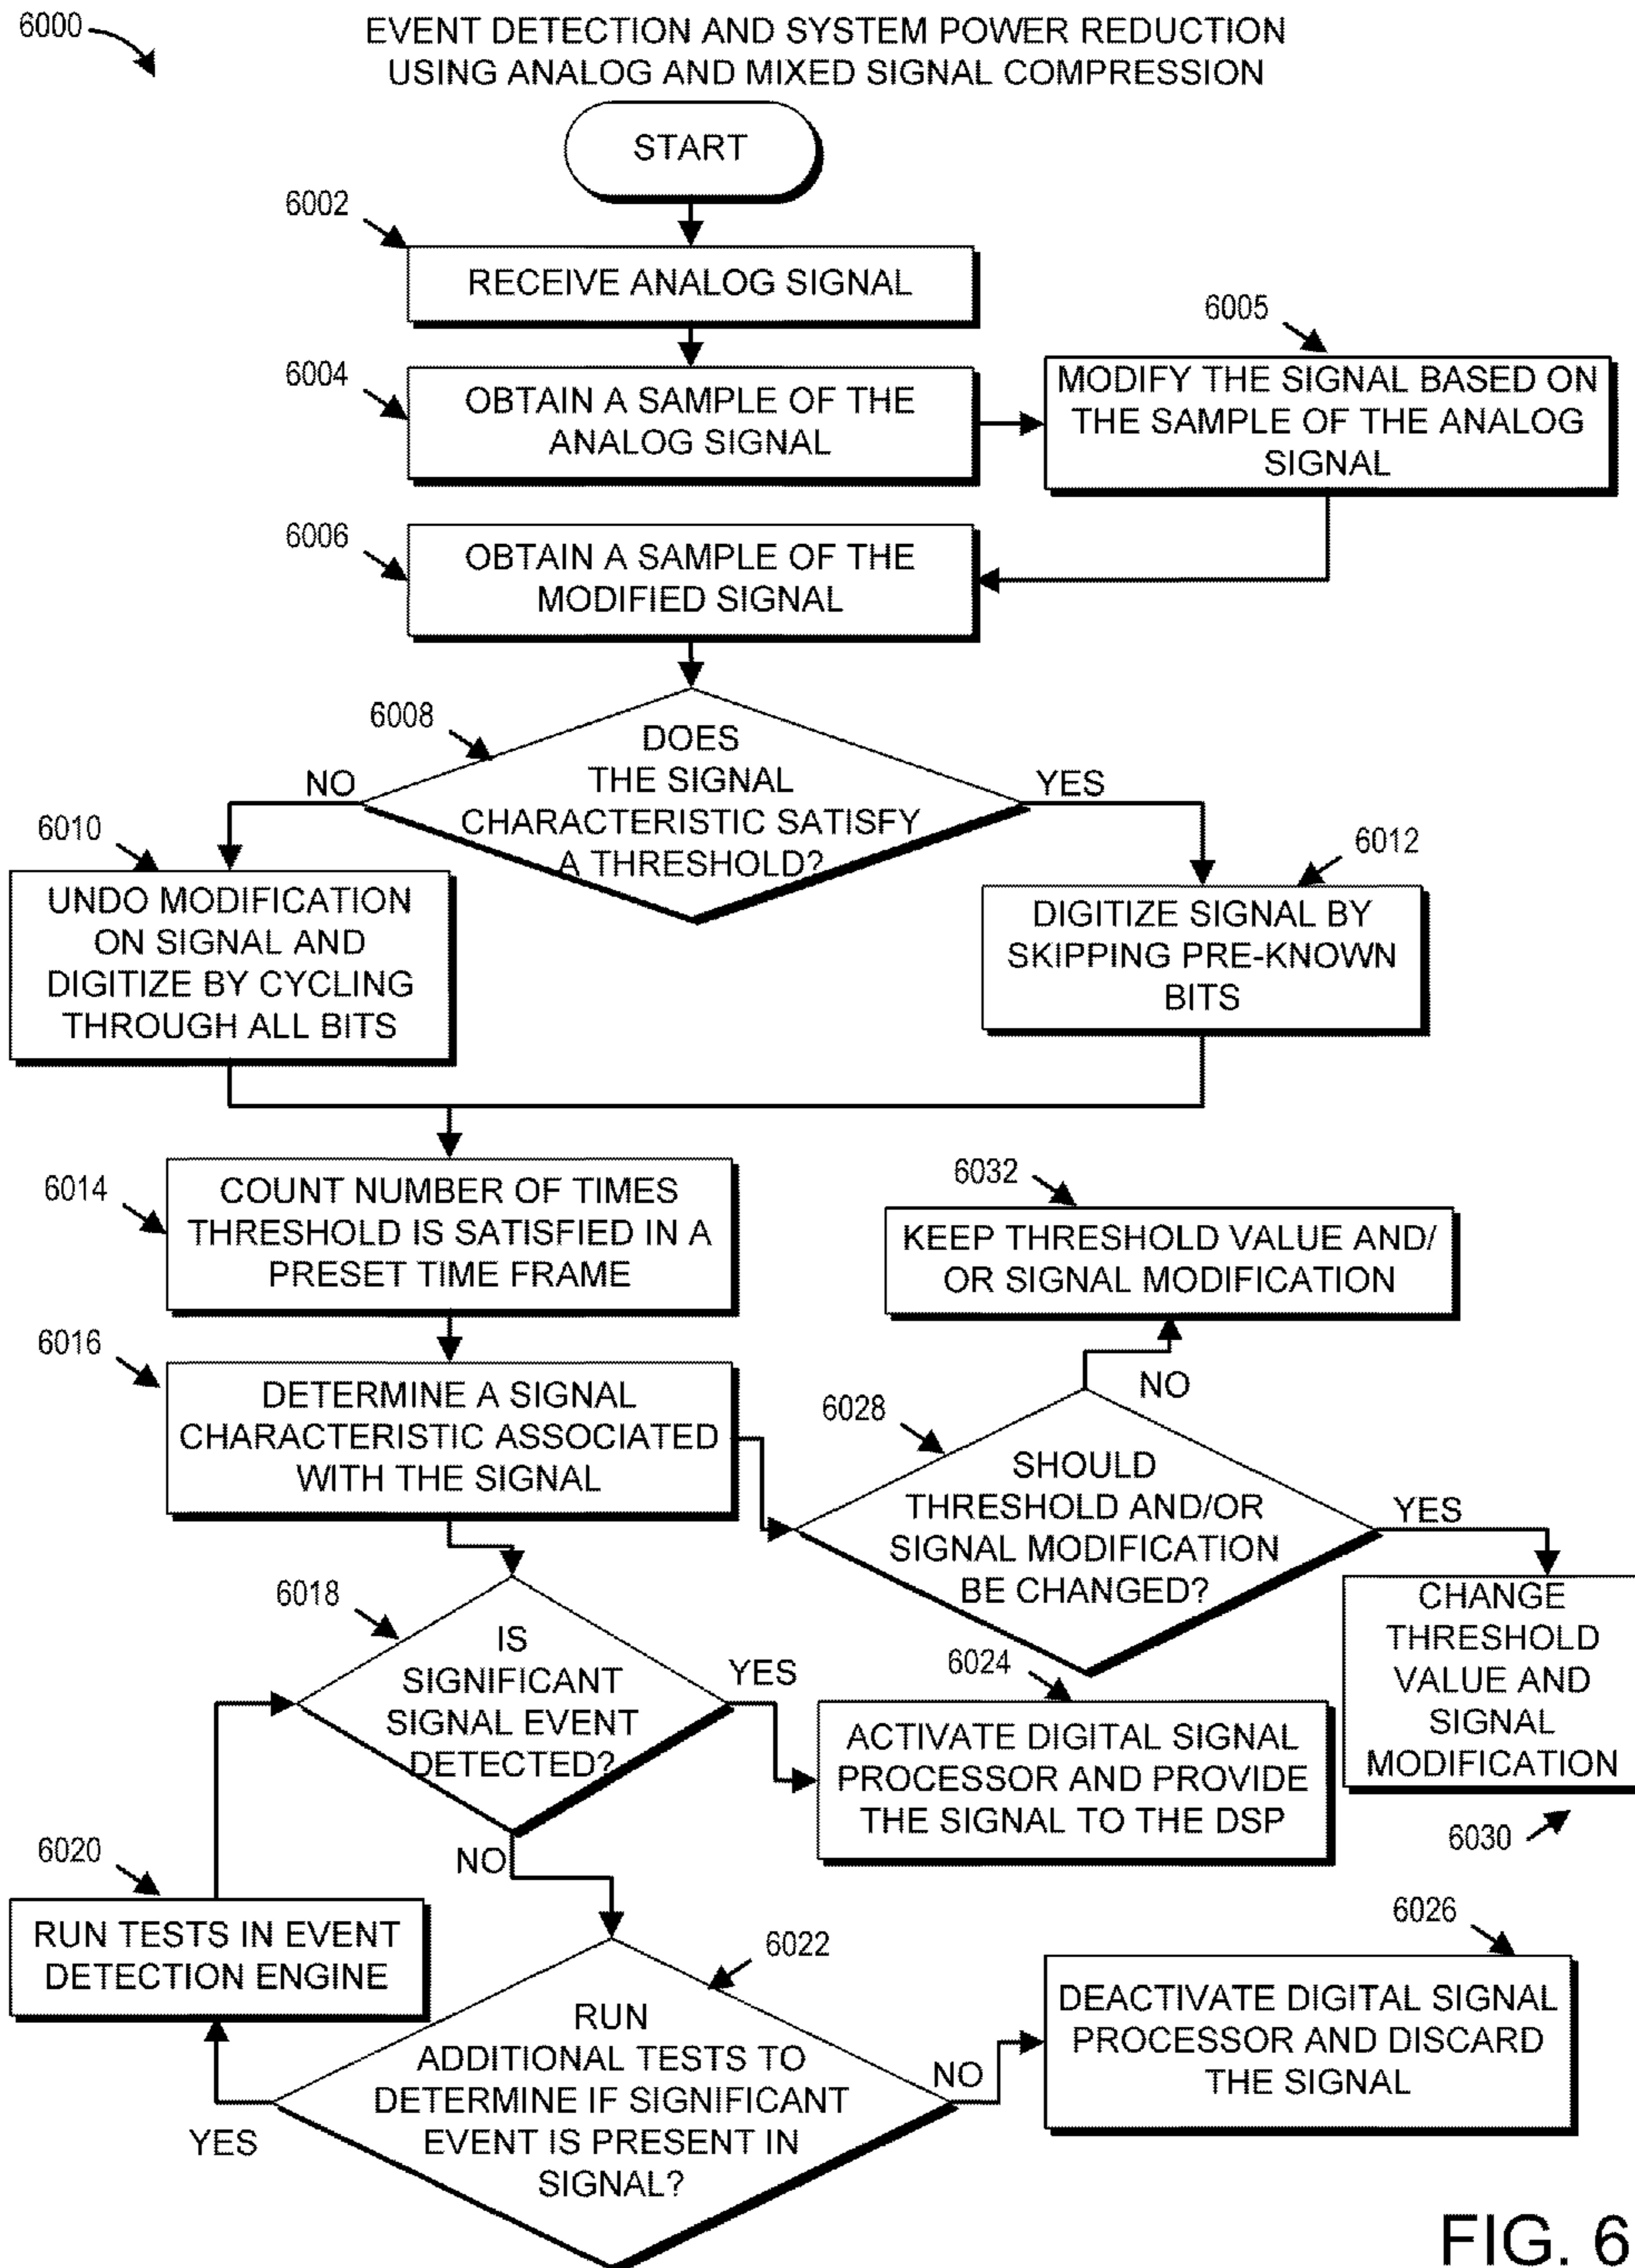 6000
EVENT DETECTION AND SYSTEM POWER REDUCTION
USING ANALOG AND MIXED SIGNAL COMPRESSION
START
6002
RECEIVE ANALOG SIGNAL
6004
OBTAIN A SAMPLE OF THE
ANALOG SIGNAL
6005
MODIFY THE SIGNAL BASED ON
THE SAMPLE OF THE ANALOG
SIGNAL
6006
OBTAIN A SAMPLE OF THE
MODIFIED SIGNAL
6008
DOES
THE SIGNAL
CHARACTERISTIC SATISFY
A THRESHOLD?
NO
YES
6010
UNDO MODIFICATION
ON SIGNAL AND
DIGITIZE BY CYCLING
THROUGH ALL BITS
6012
DIGITIZE SIGNAL BY
SKIPPING PRE-KNOWN
BITS
6014
COUNT NUMBER OF TIMES
THRESHOLD IS SATISFIED IN A
PRESET TIME FRAME
6032
KEEP THRESHOLD VALUE AND/
OR SIGNAL MODIFICATION
6016
DETERMINE A SIGNAL
CHARACTERISTIC ASSOCIATED
WITH THE SIGNAL
NO
6028
SHOULD
THRESHOLD AND/OR
SIGNAL MODIFICATION
BE CHANGED?
YES
CHANGE
THRESHOLD
VALUE AND
SIGNAL
MODIFICATION
6030
6018
IS
SIGNIFICANT
SIGNAL EVENT
DETECTED?
YES
6024
ACTIVATE DIGITAL SIGNAL
PROCESSOR AND PROVIDE
THE SIGNAL TO THE DSP
NO
6020
RUN TESTS IN EVENT
DETECTION ENGINE
6022
RUN
ADDITIONAL TESTS TO
DETERMINE IF SIGNIFICANT
EVENT IS PRESENT IN
SIGNAL?
YES
NO
6026
DEACTIVATE DIGITAL SIGNAL
PROCESSOR AND DISCARD
THE SIGNAL
FIG. 6